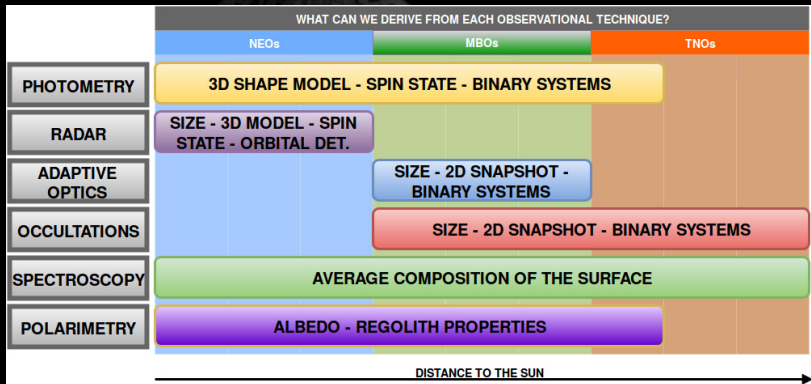 WHAT CAN WE DERIVE FROM EACH OBSERVATIONAL TECHNIQUE?
NEOs
MBOs
TNOs
PHOTOMETRY
3D SHAPE MODEL - SPIN STATE - BINARY SYSTEMS
RADAR
SIZE - 3D MODEL - SPIN
STATE - ORBITAL DET.
ADAPTIVE
OPTICS
SIZE - 2D SNAPSHOT -
BINARY SYSTEMS
OCCULTATIONS
SIZE - 2D SNAPSHOT - BINARY SYSTEMS
SPECTROSCOPY
AVERAGE COMPOSITION OF THE SURFACE
POLARIMETRY
ALBEDO - REGOLITH PROPERTIES
DISTANCE TO THE SUN